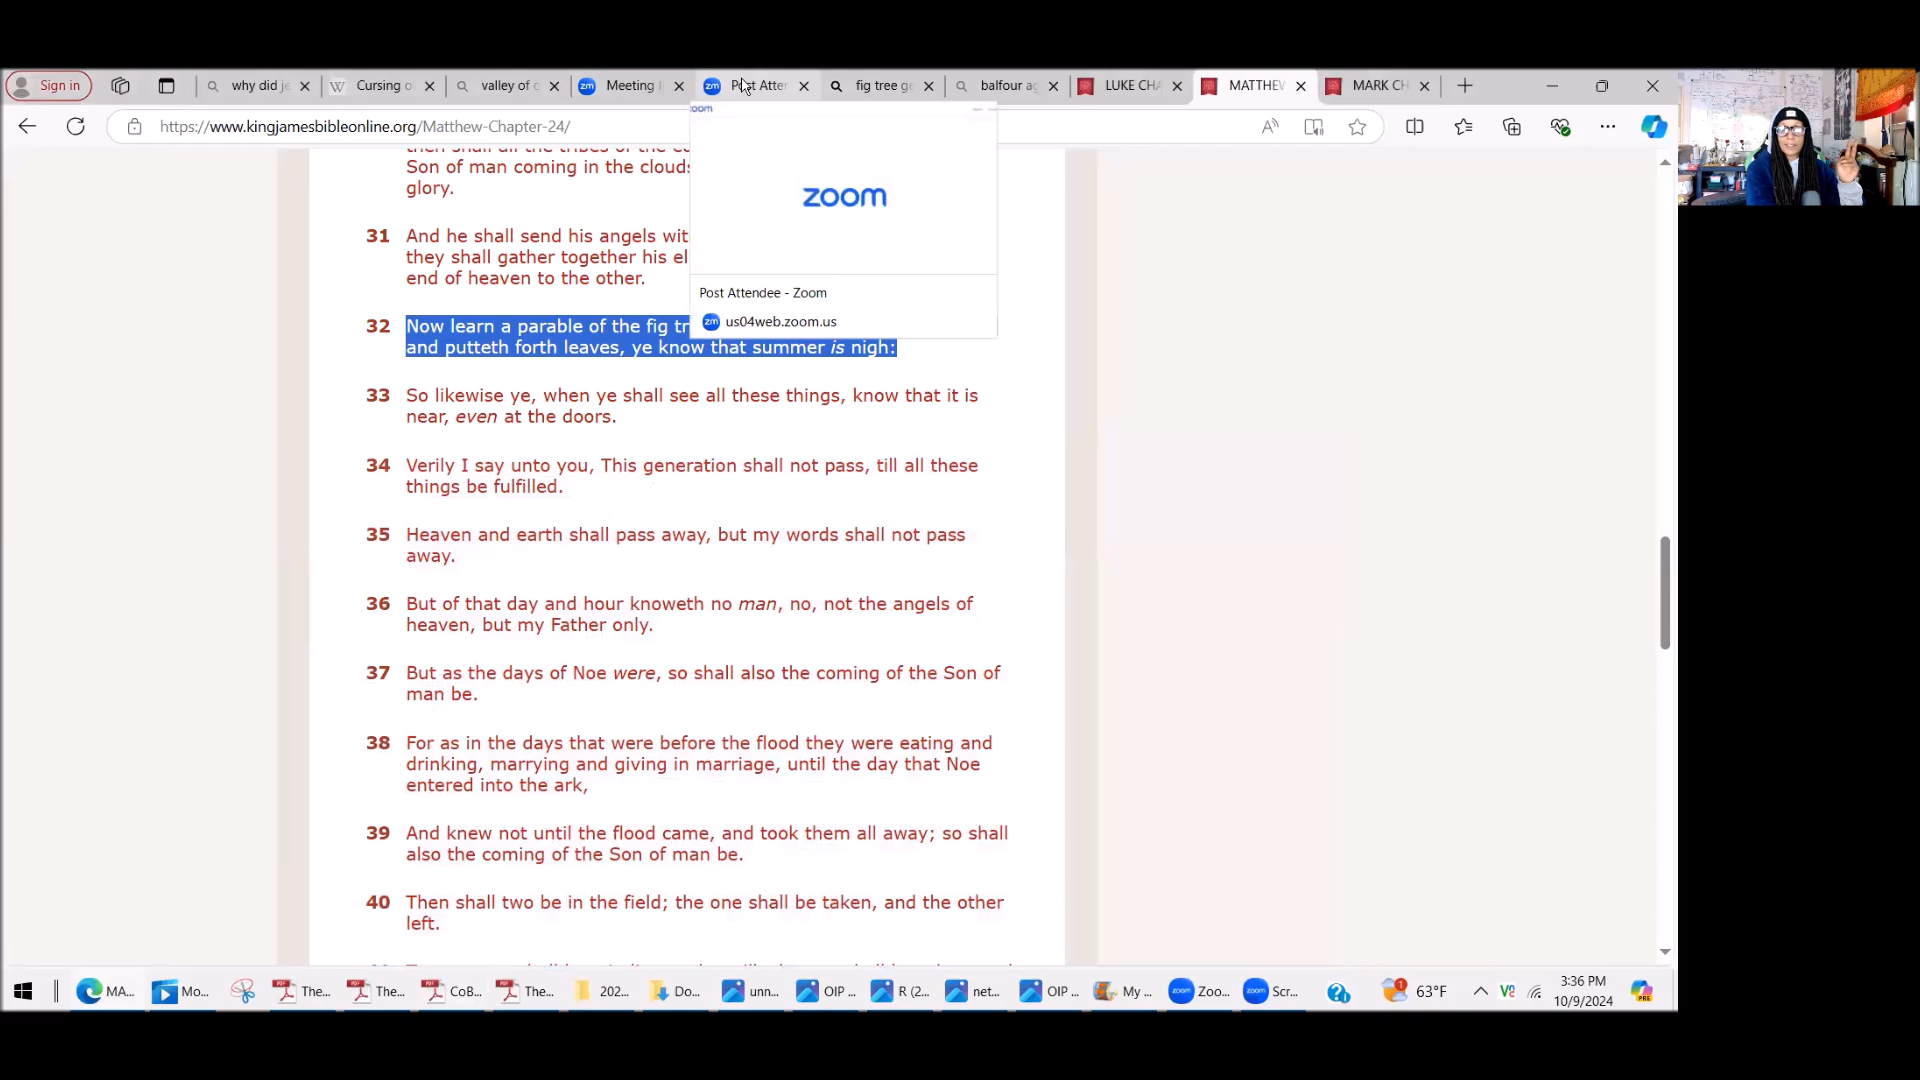 Sign in
why did je
Cursing o
valley of
Meeting
Post Atter
fig tree ge
balfour ag
LUKE CHA
MATTHEW
MARK CH
https://www.kingjamesbibleonline.org/Matthew-Chapter-24/
zoom
zoom
Post Attendee - Zoom
zm us04web.zoom.us
Son of man coming in the clouds
glory.
31 And he shall send his angels wit
they shall gather together his el
end of heaven to the other.
32 Now learn a parable of the fig tr
and putteth forth leaves, ye know that summer is nigh:
33 So likewise ye, when ye shall see all these things, know that it is
near, even at the doors.
34 Verily I say unto you, This generation shall not pass, till all these
things be fulfilled.
35 Heaven and earth shall pass away, but my words shall not pass
away.
36 But of that day and hour knoweth no man, no, not the angels of
heaven, but my Father only.
37 But as the days of Noe were, so shall also the coming of the Son of
man be.
38 For as in the days that were before the flood they were eating and
drinking, marrying and giving in marriage, until the day that Noe
entered into the ark,
39 And knew not until the flood came, and took them all away; so shall
also the coming of the Son of man be.
40 Then shall two be in the field; the one shall be taken, and the other
left.
MA...
Mo...
The...
The...
CoB...
The...
202...
Do...
unn...
OIP ...
R (2...
net...
OIP ...
My ...
Zoo...
Scr...
63°F
3:36 PM
10/9/2024